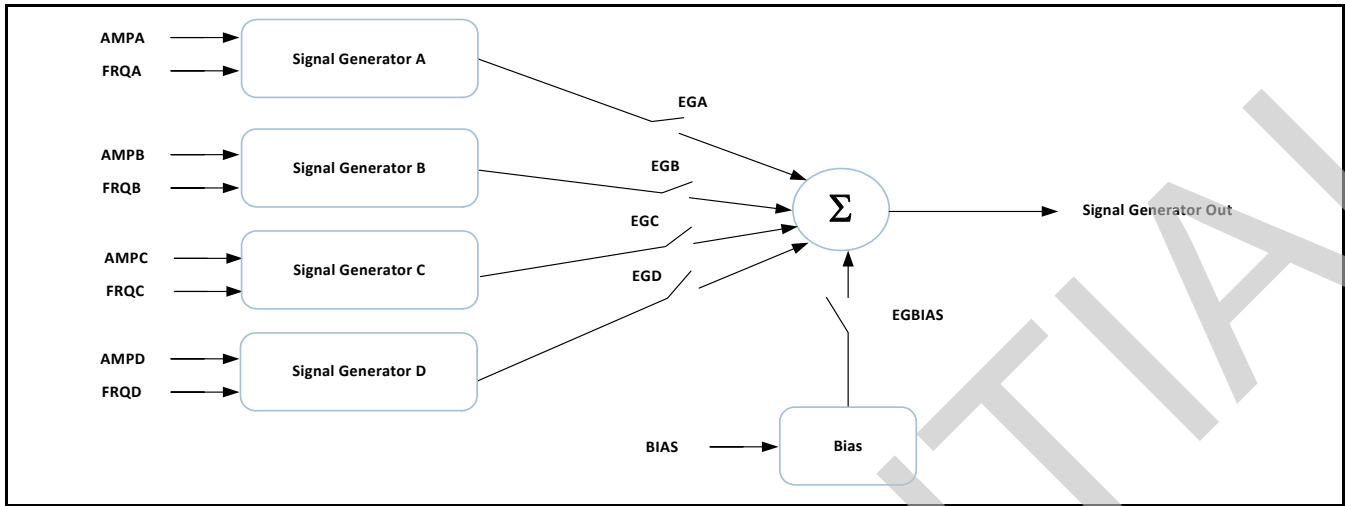 AMPA
FRQA
Signal Generator A
EGA
AMPB
FRQB
Signal Generator B
EGB
AMPC
FRQC
Signal Generator C
EGC
AMPD
FRQD
Signal Generator D
EGD
Σ
Signal Generator Out
EGBIAS
BIAS
Bias
TIA